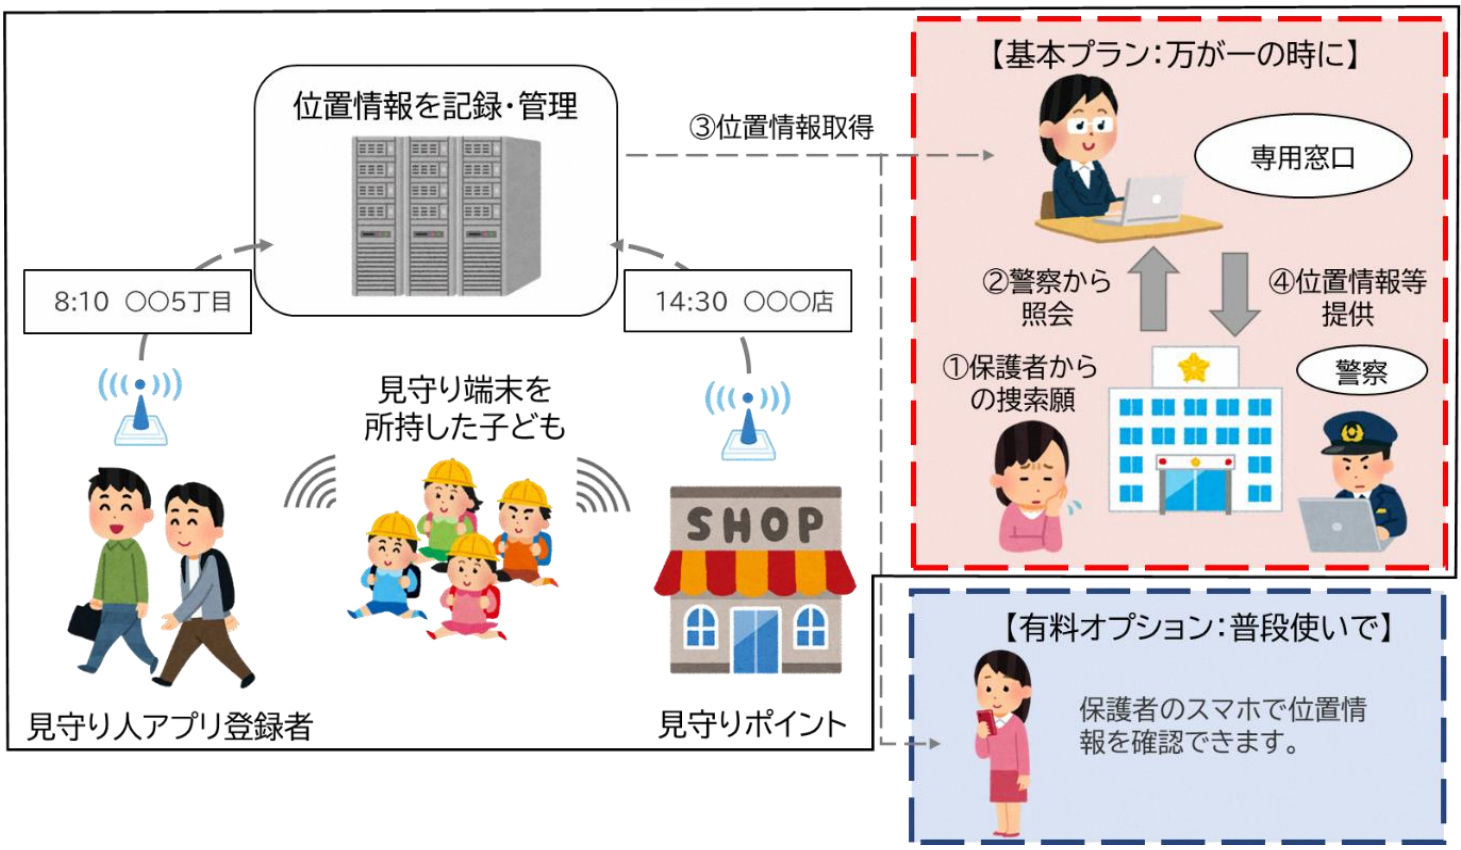 位置情報を記録・管理
③位置情報取得
8:10 〇〇5丁目
14:30 〇〇〇店
見守り端末を
所持した子ども
SHOP
見守り人アプリ登録者
見守りポイント
【基本プラン：万が一の時に】
専用窓口
②警察から
照会
④位置情報等
提供
①保護者から
の捜索願
警察
【有料オプション：普段使いで】
保護者のスマホで位置情
報を確認できます。